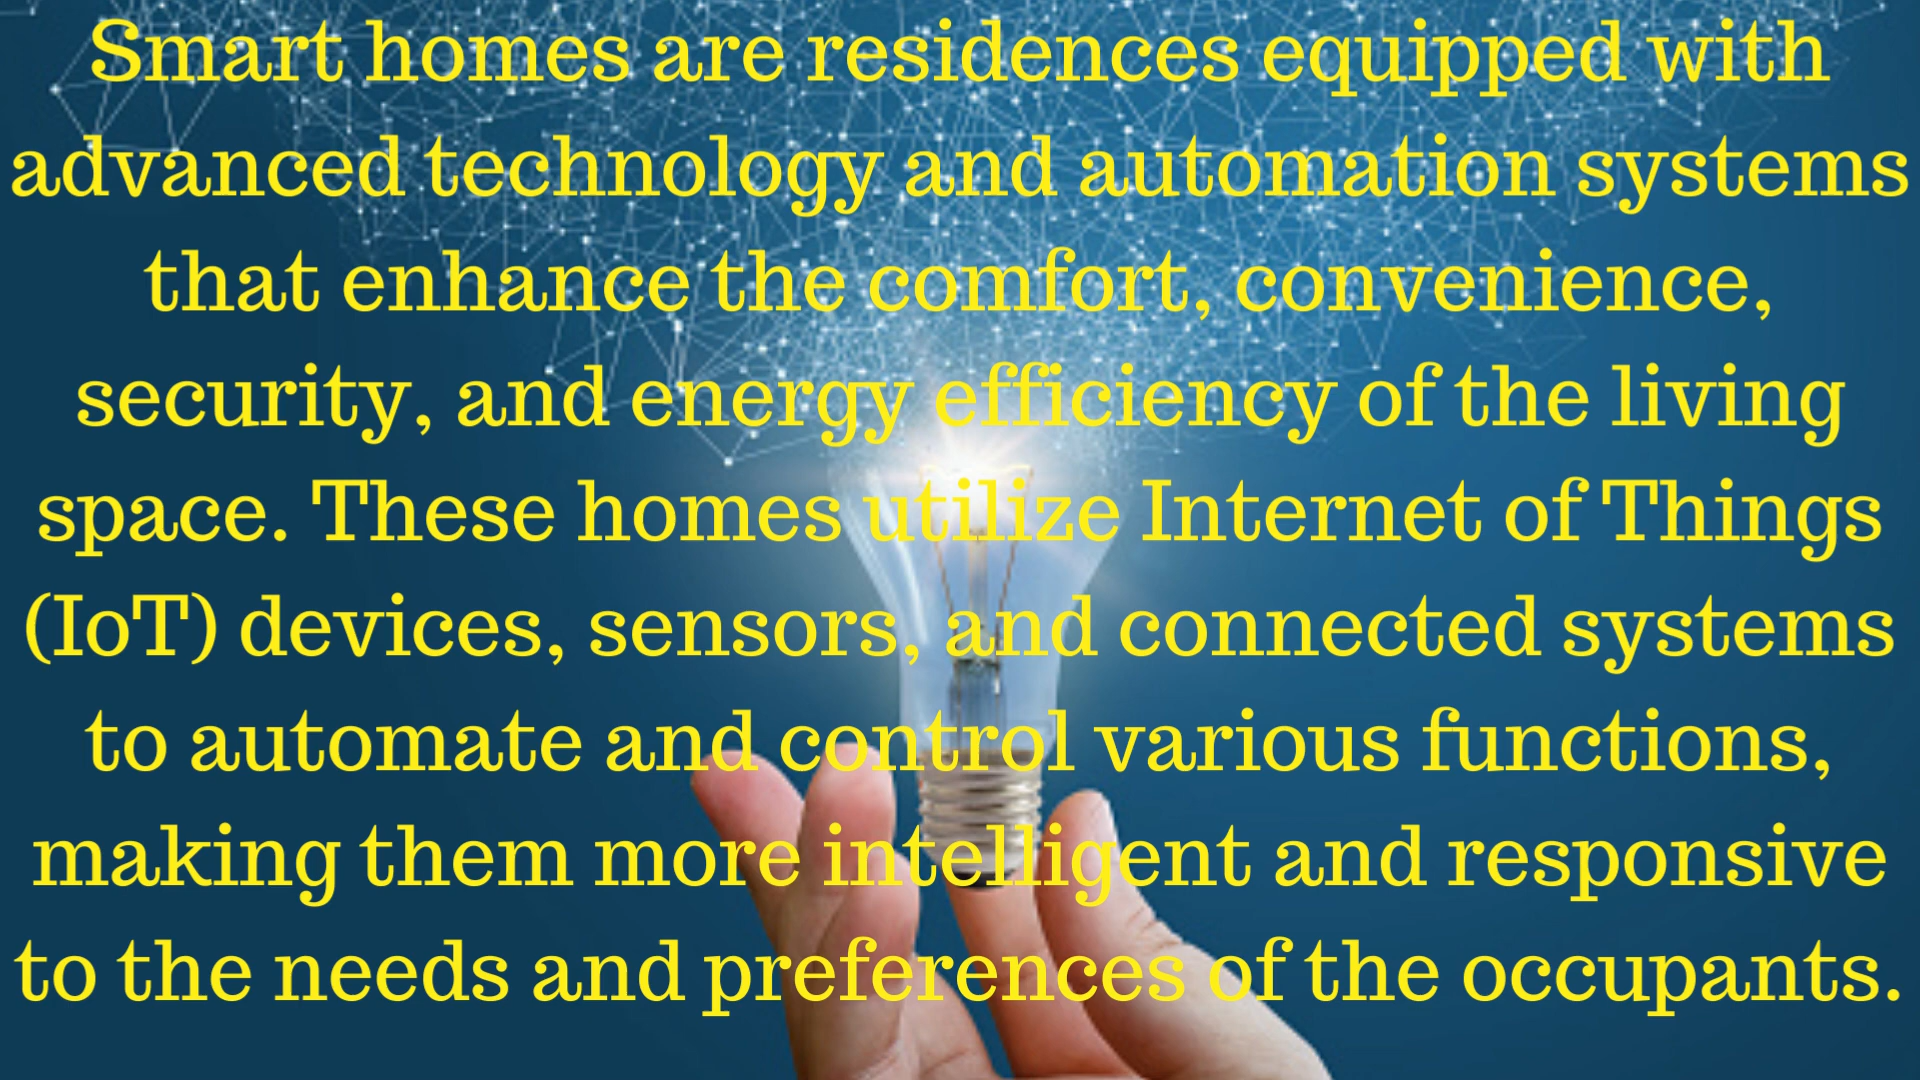 Smart homes are residences equipped with
advanced technology and automation systems
that enhance the comfort, convenience,
security, and energy efficiency of the living
space. These homes utilize Internet of Things
(IoT) devices, sensors, and connected systems
to automate and control various functions,
making them more intelligent and responsive
to the needs and preferences of the occupants.